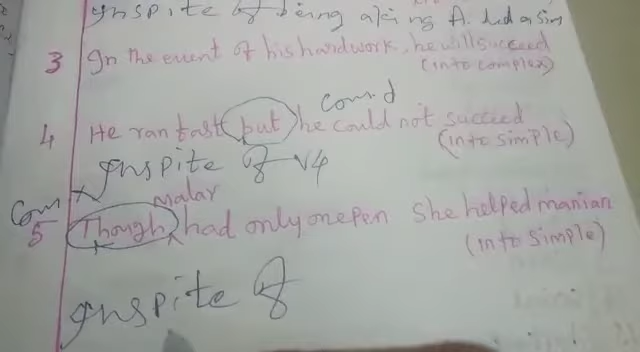 Inspite of being a king A. led a sim
3 In the event of his hardwork, he will succeed
(into complex)
com.d
4 He ran fast but he could not succeed
(into simple)
Inspite of V4
Com x malar
5 Though had only one pen she helped manian
(into simple)
Inspite of